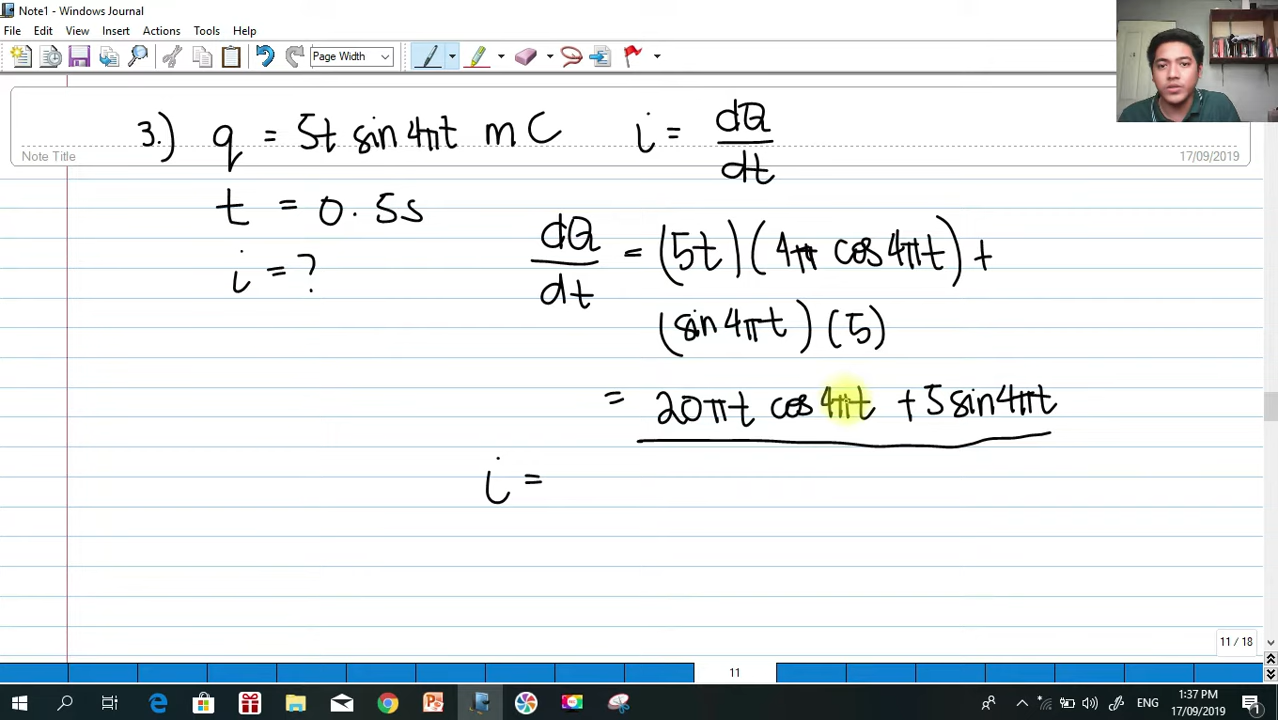 Note1 - Windows Journal
File Edit View Insert Actions Tools Help
Page Width
3.) q = 5t sin 4πt mC i = dQ/dt
Note Title 17/09/2019
t = 0.5s
i = ?
dQ/dt = (5t)(4π cos 4πt) +
(sin 4πt) (5)
= 20πt cos 4πt + 5 sin 4πt
i =
11 / 18
11
ENG
1:37 PM
17/09/2019